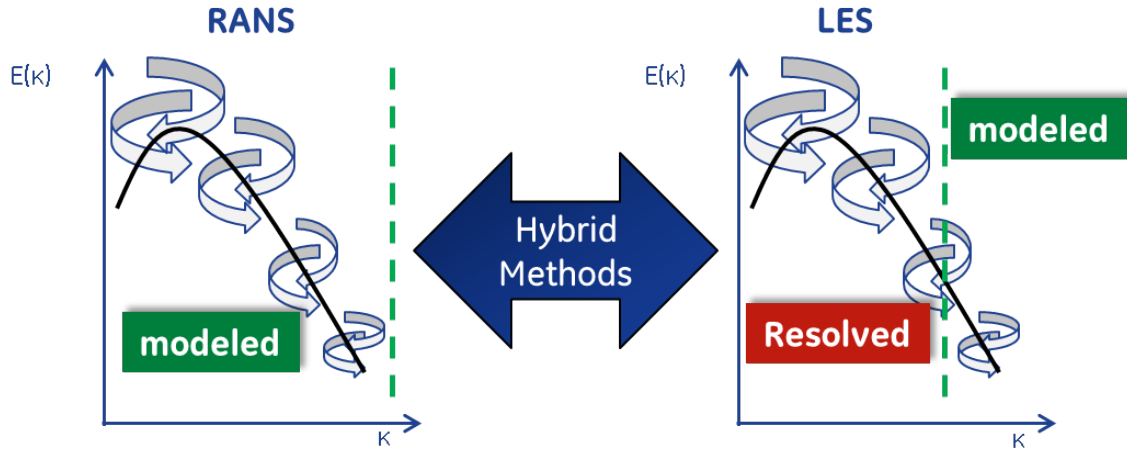 RANS
LES
E(κ)
E(κ)
modeled
Hybrid
Methods
Resolved
modeled
κ
κ